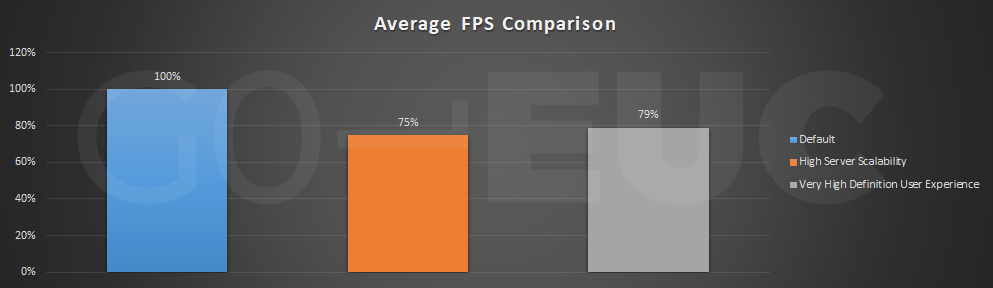 Average FPS Comparison
120%
100%
80%
60%
40%
20%
0%
100%
75%
79%
Default
High Server Scalability
Very High Definition User Experience
GO-EUC